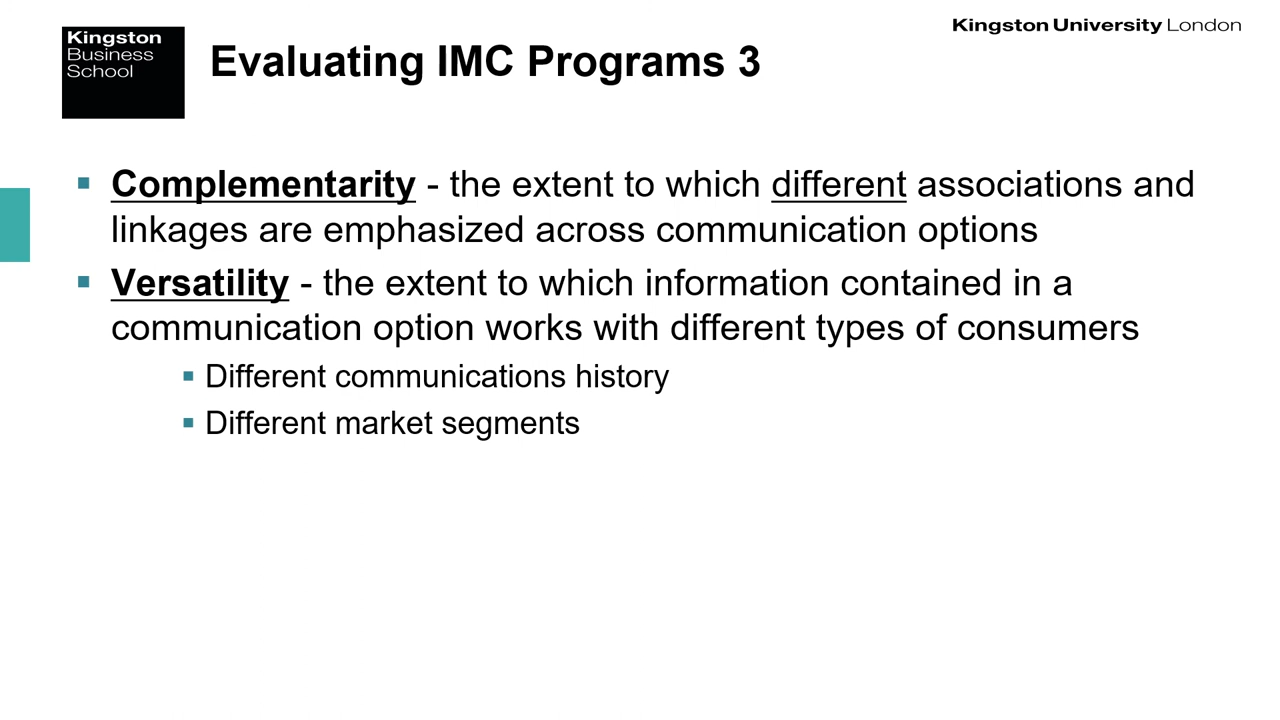 Kingston University London
Kingston
Business
School
Evaluating IMC Programs 3
Complementarity - the extent to which different associations and
linkages are emphasized across communication options
Versatility - the extent to which information contained in a
communication option works with different types of consumers
Different communications history
Different market segments